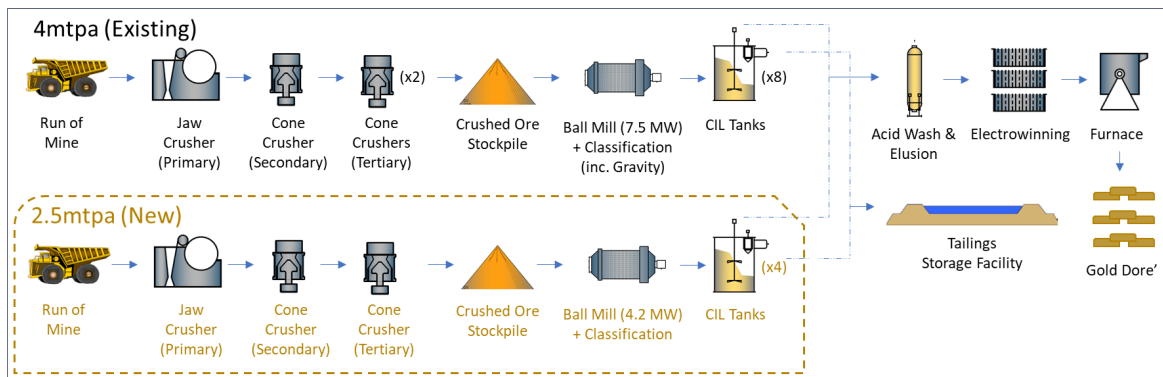 4mtpa (Existing)
(x2)
(x8)
Run of
Mine
Jaw
Crusher
(Primary)
Cone
Crusher
(Secondary)
Cone
Crushers
(Tertiary)
Crushed Ore
Stockpile
Ball Mill (7.5 MW)
+ Classification
(inc. Gravity)
CIL Tanks
Acid Wash &
Elusion
Electrowinning
Furnace
2.5mtpa (New)
(x4)
Run of
Mine
Jaw
Crusher
(Primary)
Cone
Crusher
(Secondary)
Cone
Crusher
(Tertiary)
Crushed Ore
Stockpile
Ball Mill (4.2 MW)
+ Classification
CIL Tanks
Tailings
Storage Facility
Gold Dore’